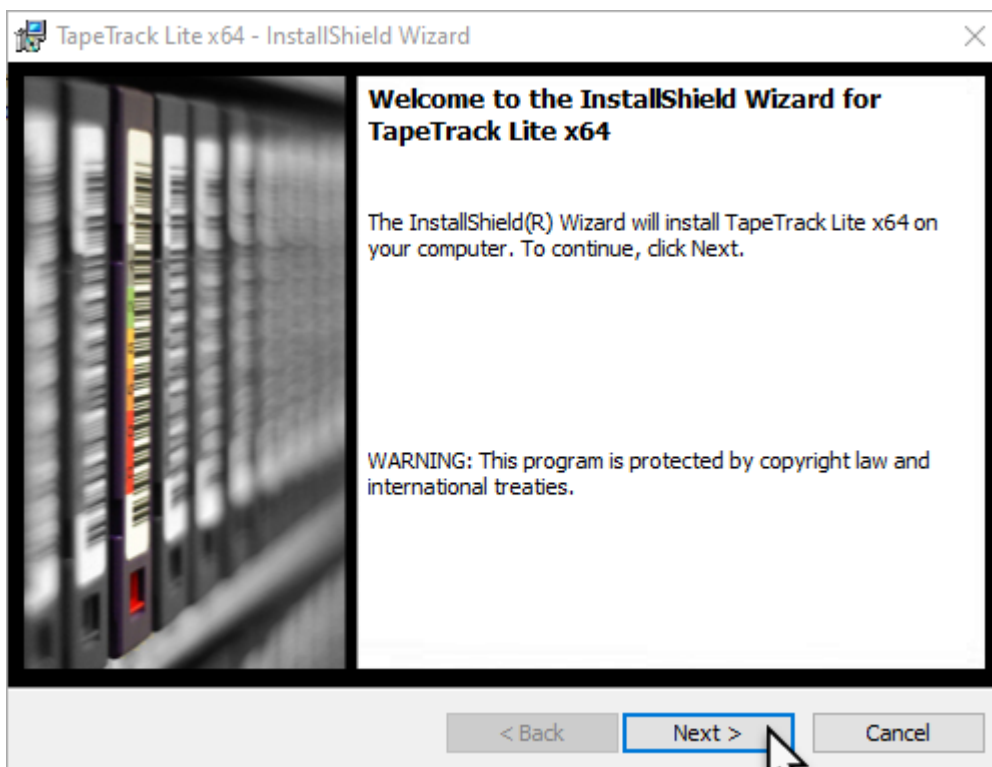 TapeTrack Lite x64 - InstallShield Wizard
Welcome to the InstallShield Wizard for
TapeTrack Lite x64
The InstallShield(R) Wizard will install TapeTrack Lite x64 on
your computer. To continue, click Next.
WARNING: This program is protected by copyright law and
international treaties.
< Back
Next >
Cancel